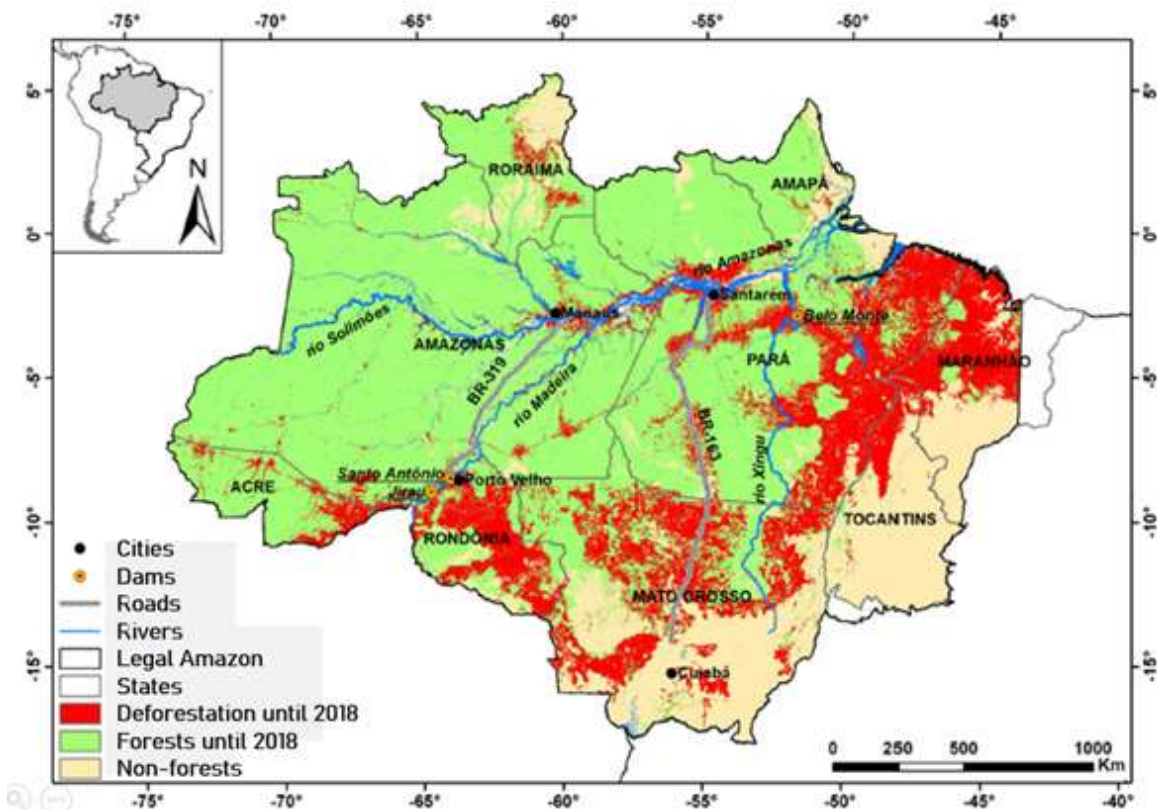 -75° -70° -65° -60° -55° -50° -45°
5° 5°
N
RORAIMA
AMAPÁ
0° 0°
rio Amazonas
Santarém
Manaus
Belo Monte
rio Solimões
AMAZONAS
PARÁ
MARANHÃO
BR-319
rio Madeira
-5° -5°
BR-163
rio Xingu
Santo Antônio
Jirau
Porto Velho
ACRE
TOCANTINS
-10° -10°
RONDÔNIA
MATO GROSSO
Cuiabá
-15° -15°
Cities
Dams
Roads
Rivers
Legal Amazon
States
Deforestation until 2018
Forests until 2018
Non-forests
0 250 500 1000
Km
-75° -70° -65° -60° -55° -50° -45° -40°